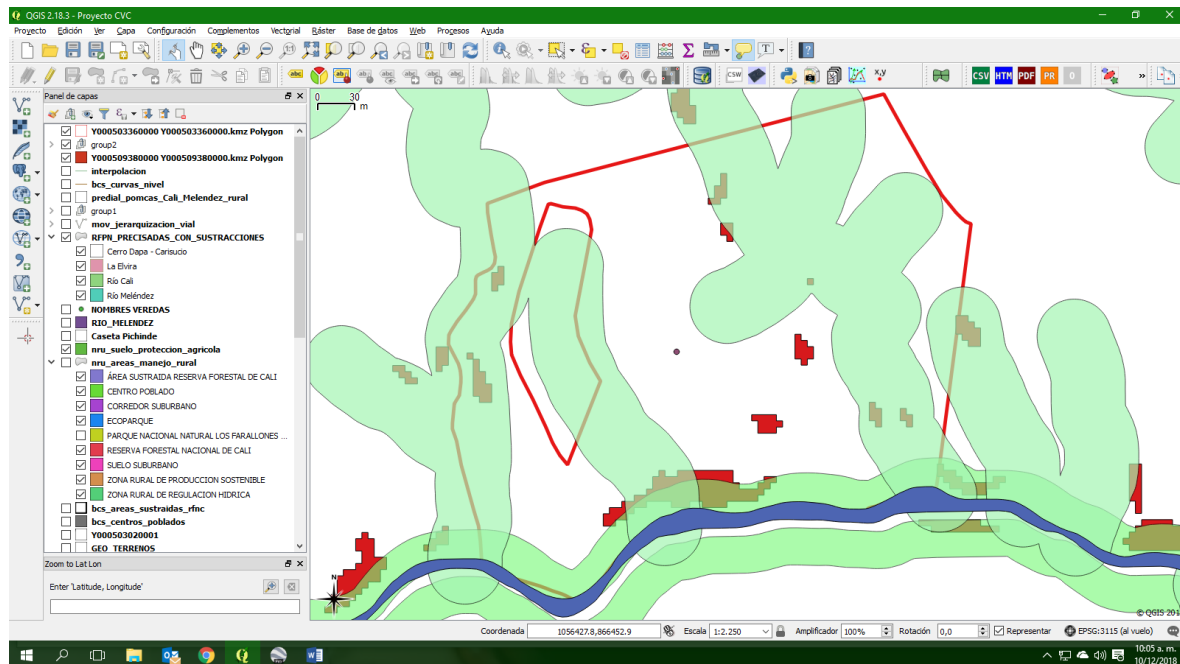 QGIS 2.18.3 - Proyecto CVC
Proyecto Edición Ver Capa Configuración Complementos Vectorial Ráster Base de datos Web Procesos Ayuda
CSW
x,y
CSV HTM PDF PR 0
»
Panel de capas
Y000503360000 Y000503360000.kmz Polygon
group2
Y000509380000 Y000509380000.kmz Polygon
interpolacion
bcs_curvas_nivel
predial_pomcas_Cali_Melendez_rural
group1
mov_jerarquizacion_vial
RFPN_PRECISADAS_CON_SUSTRACCIONES
Cerro Dapa - Carisucio
La Elvira
Río Cali
Río Meléndez
NOMBRES VEREDAS
RIO_MELENDEZ
Caseta Pichinde
nru_suelo_proteccion_agricola
nru_areas_manejo_rural
ÁREA SUSTRAIDA RESERVA FORESTAL DE CALI
CENTRO POBLADO
CORREDOR SUBURBANO
ECOPARQUE
PARQUE NACIONAL NATURAL LOS FARALLONES ...
RESERVA FORESTAL NACIONAL DE CALI
SUELO SUBURBANO
ZONA RURAL DE PRODUCCION SOSTENIBLE
ZONA RURAL DE REGULACION HIDRICA
bcs_areas_sustraidas_rfnc
bcs_centros_poblados
Y000503020001
GEO TERRENOS
Zoom to Lat Lon
Enter 'Latitude, Longitude'
0 30
m
N
© QGIS 201
Coordenada 1056427.8,866452.9 Escala 1:2.250 Amplificador 100% Rotación 0,0 Representar EPSG:3115 (al vuelo)
10:05 a. m.
10/12/2018